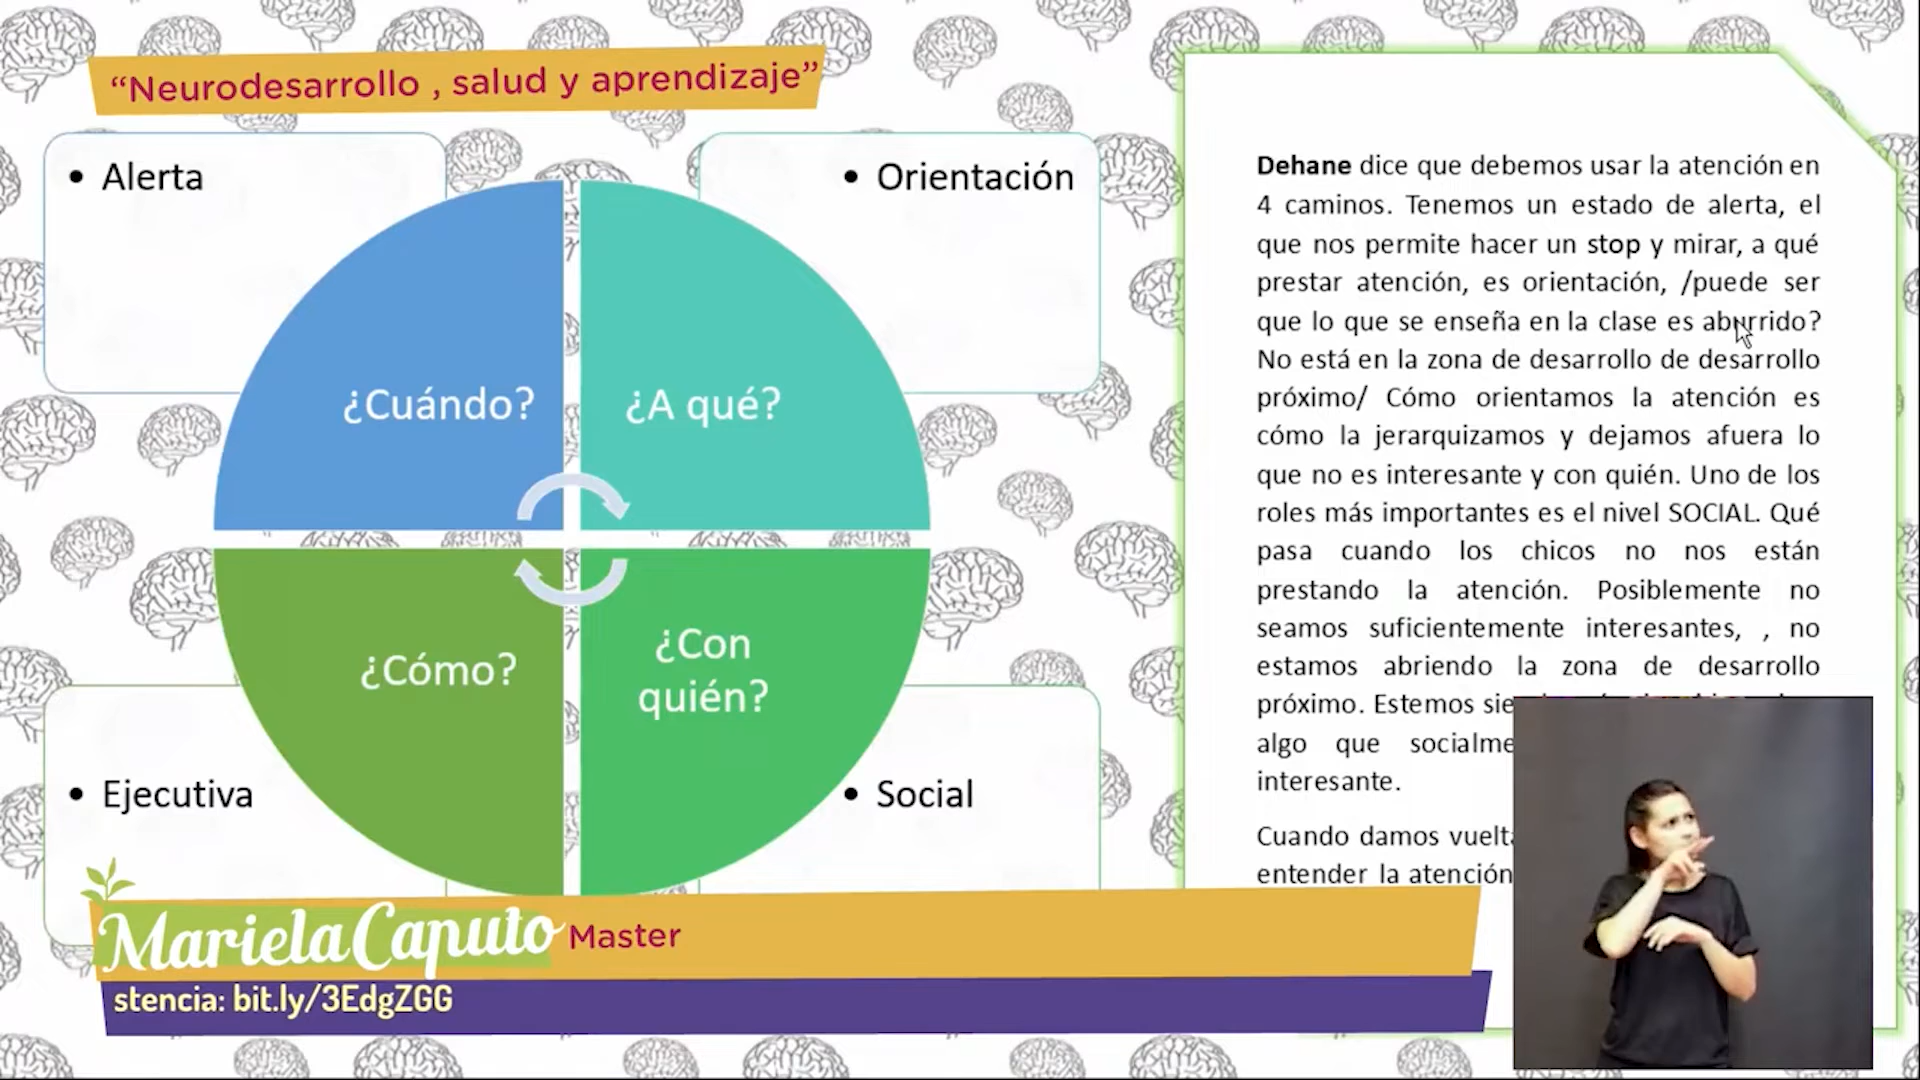 “Neurodesarrollo , salud y aprendizaje”
• Alerta
• Orientación
¿Cuándo?
¿A qué?
¿Cómo?
¿Con
quién?
• Ejecutiva
• Social
Dehane dice que debemos usar la atención en
4 caminos. Tenemos un estado de alerta, el
que nos permite hacer un stop y mirar, a qué
prestar atención, es orientación, /puede ser
que lo que se enseña en la clase es aburrido?
No está en la zona de desarrollo de desarrollo
próximo/ Cómo orientamos la atención es
cómo la jerarquizamos y dejamos afuera lo
que no es interesante y con quién. Uno de los
roles más importantes es el nivel SOCIAL. Qué
pasa cuando los chicos no nos están
prestando la atención. Posiblemente no
seamos suficientemente interesantes, , no
estamos abriendo la zona de desarrollo
próximo. Estemos sie
algo que socialme
interesante.
Cuando damos vuelt
entender la atención
Mariela Caputo Master
stencia: bit.ly/3EdgZGG